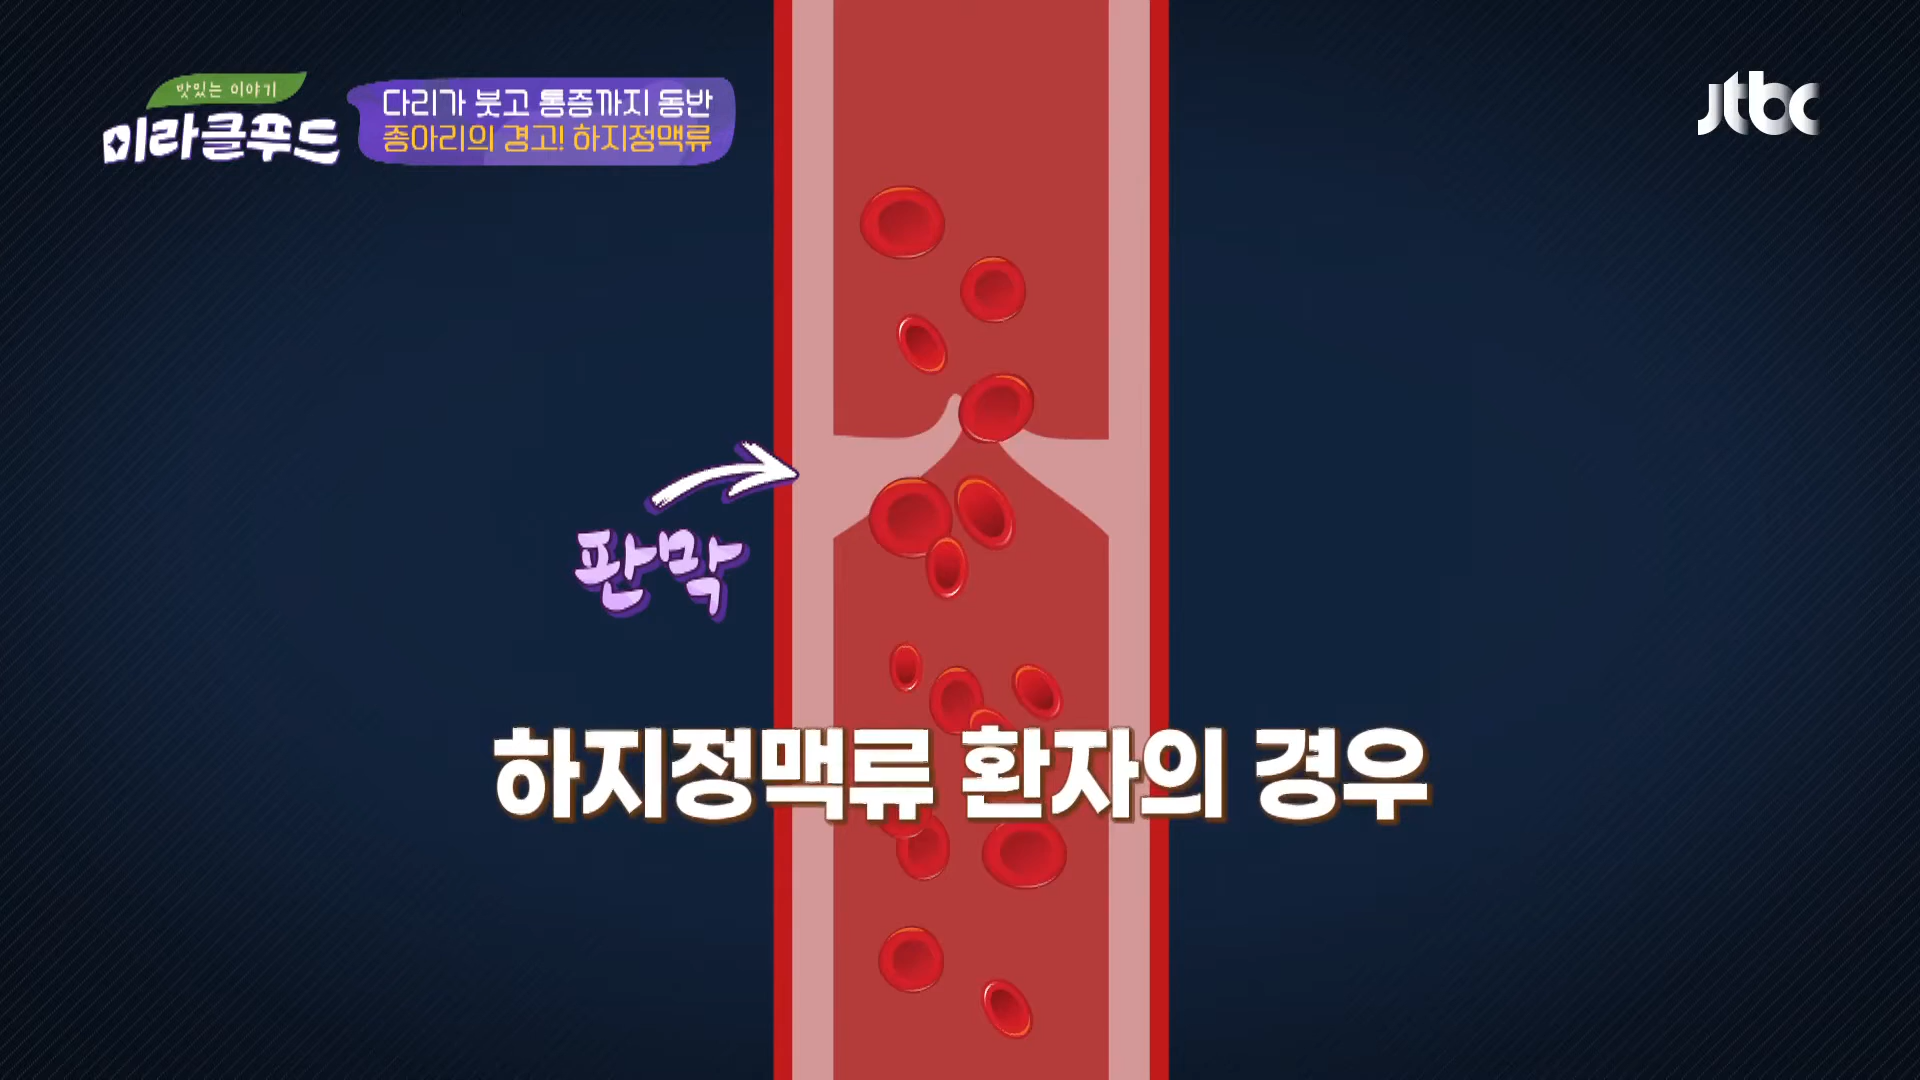 맛있는 이야기
미라클푸드
다리가 붓고 통증까지 동반
종아리의 경고! 하지정맥류
jtbc
판막
하지정맥류 환자의 경우